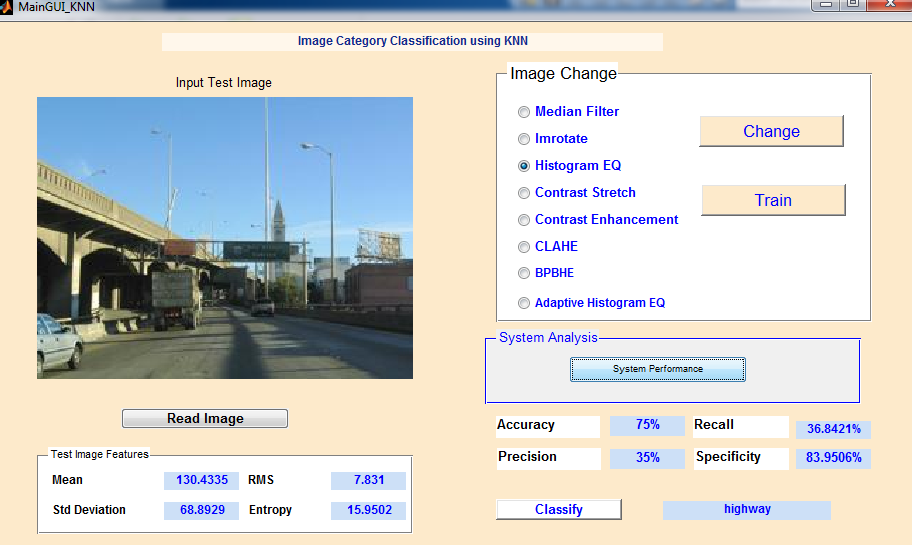 MainGUI_KNN
Image Category Classification using KNN
Input Test Image
Image Change
Median Filter
Imrotate
Histogram EQ
Contrast Stretch
Contrast Enhancement
CLAHE
BPBHE
Adaptive Histogram EQ
Change
Train
System Analysis
System Performance
Read Image
Accuracy 75% Recall 36.8421%
Precision 35% Specificity 83.9506%
Test Image Features
Mean 130.4335 RMS 7.831
Std Deviation 68.8929 Entropy 15.9502
Classify highway